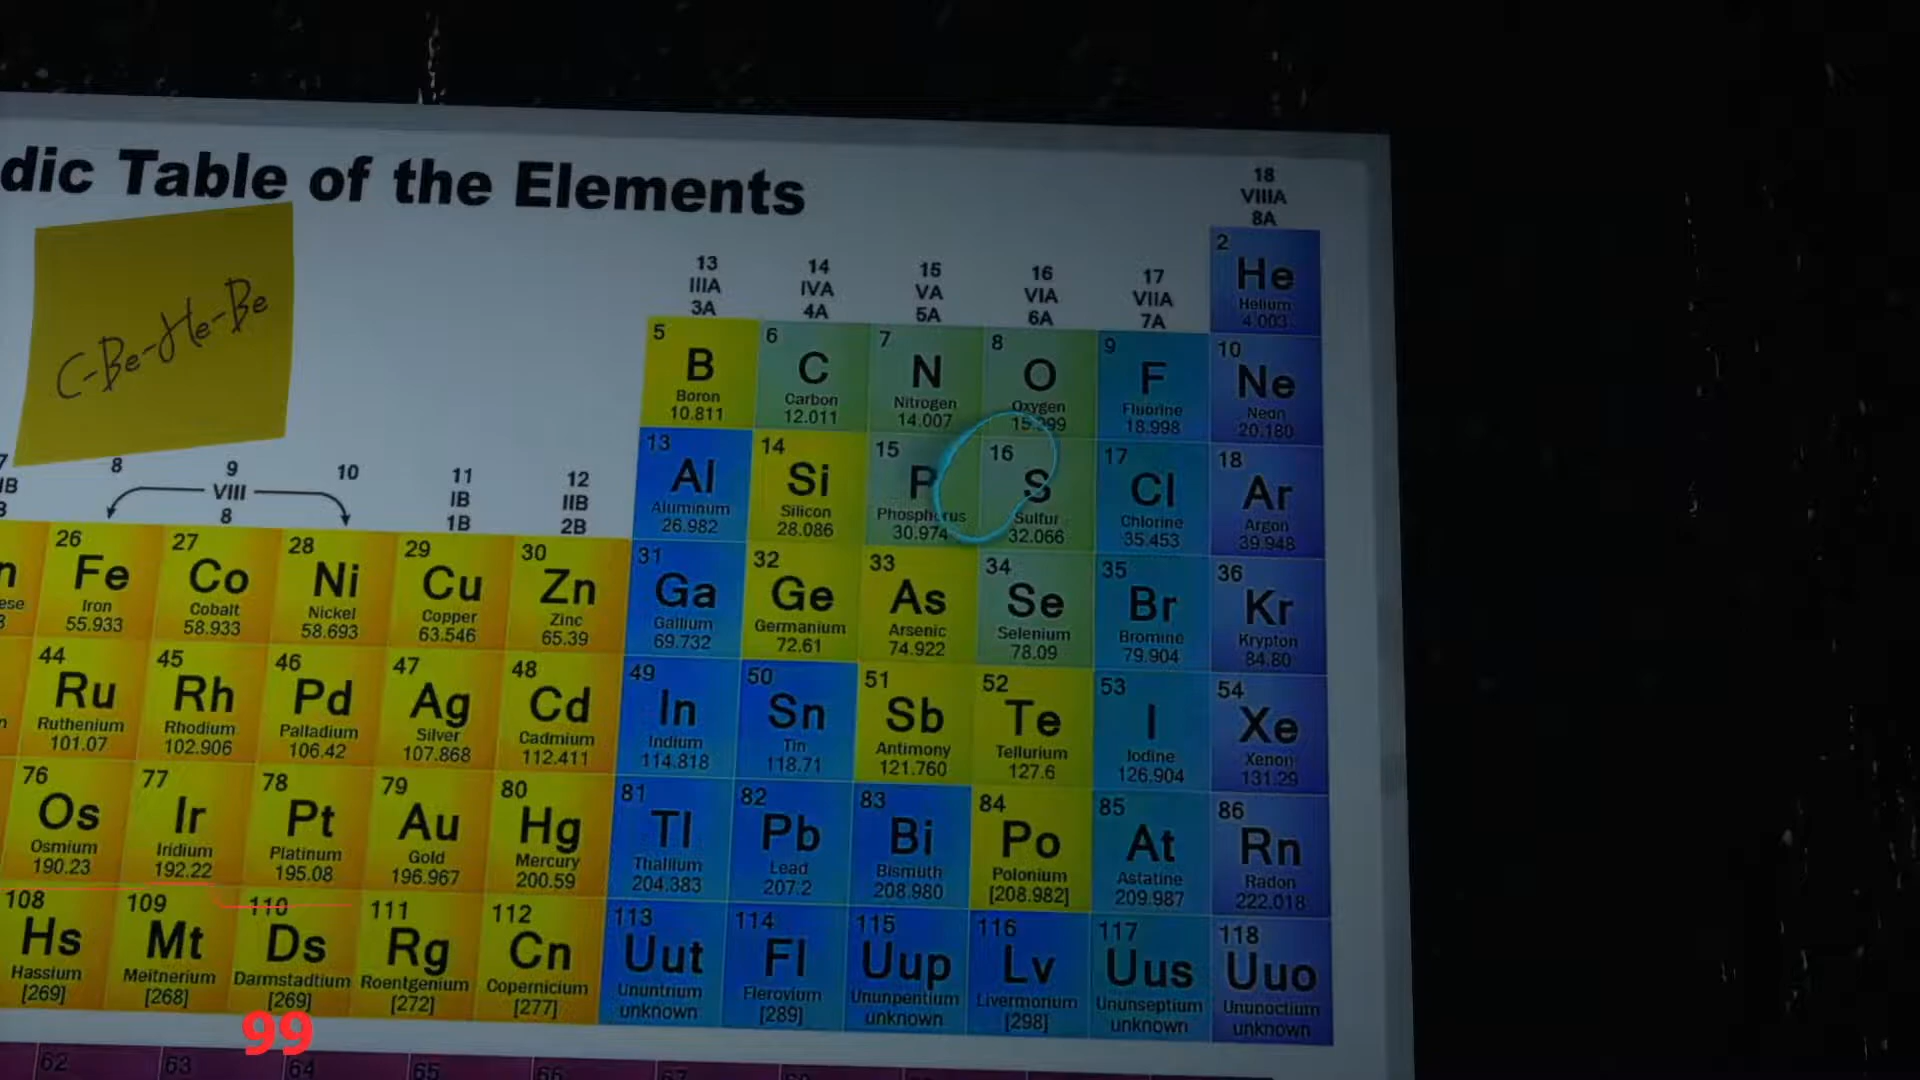 dic Table of the Elements
18
VIIIA
8A
C-Be-He-Be
13
IIIA
3A
14
IVA
4A
15
VA
5A
16
VIA
6A
17
VIIA
7A
2
He
Helium
4.003
5
B
Boron
10.811
6
C
Carbon
12.011
7
N
Nitrogen
14.007
8
O
Oxygen
15.999
9
F
Fluorine
18.998
10
Ne
Neon
20.180
13
Al
Aluminum
26.982
14
Si
Silicon
28.086
15
P
Phosphorus
30.974
16
S
Sulfur
32.066
17
Cl
Chlorine
35.453
18
Ar
Argon
39.948
7
IB
8
9
10
VIII
8
11
IB
1B
12
IIB
2B
n
ese
26
Fe
Iron
55.933
27
Co
Cobalt
58.933
28
Ni
Nickel
58.693
29
Cu
Copper
63.546
30
Zn
Zinc
65.39
31
Ga
Gallium
69.732
32
Ge
Germanium
72.61
33
As
Arsenic
74.922
34
Se
Selenium
78.09
35
Br
Bromine
79.904
36
Kr
Krypton
84.80
44
Ru
Ruthenium
101.07
45
Rh
Rhodium
102.906
46
Pd
Palladium
106.42
47
Ag
Silver
107.868
48
Cd
Cadmium
112.411
49
In
Indium
114.818
50
Sn
Tin
118.71
51
Sb
Antimony
121.760
52
Te
Tellurium
127.6
53
I
Iodine
126.904
54
Xe
Xenon
131.29
76
Os
Osmium
190.23
77
Ir
Iridium
192.22
78
Pt
Platinum
195.08
79
Au
Gold
196.967
80
Hg
Mercury
200.59
81
Tl
Thallium
204.383
82
Pb
Lead
207.2
83
Bi
Bismuth
208.980
84
Po
Polonium
[208.982]
85
At
Astatine
209.987
86
Rn
Radon
222.018
108
Hs
Hassium
[269]
109
Mt
Meitnerium
[268]
110
Ds
Darmstadtium
[269]
111
Rg
Roentgenium
[272]
112
Cn
Copernicium
[277]
113
Uut
Ununtrium
unknown
114
Fl
Flerovium
[289]
115
Uup
Ununpentium
unknown
116
Lv
Livermorium
[298]
117
Uus
Ununseptium
unknown
118
Uuo
Ununoctium
unknown
99
62
63
64
65
66
67